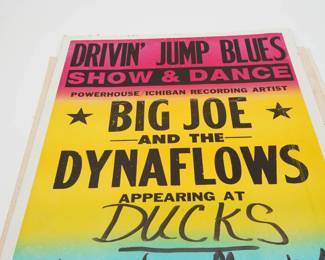 DRIVIN' JUMP BLUES
SHOW & DANCE
POWERHOUSE/ICHIBAN RECORDING ARTIST
BIG JOE
AND THE
DYNAFLOWS
APPEARING AT
DUCKS